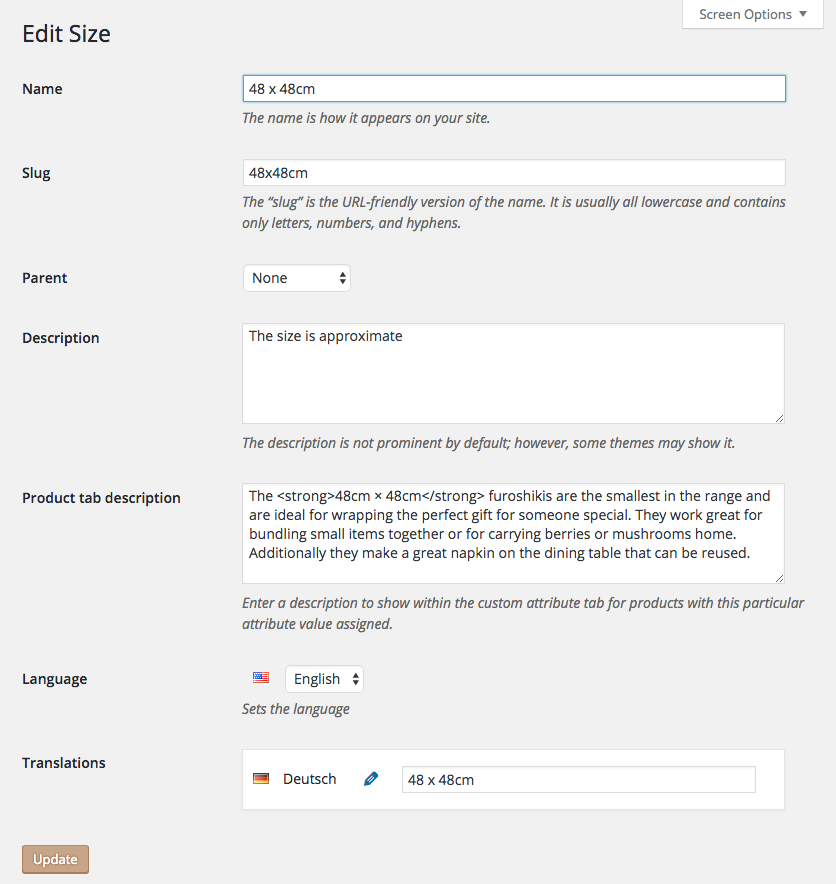 Screen Options ▼
Edit Size
Name
48 x 48cm
The name is how it appears on your site.
Slug
48x48cm
The “slug” is the URL-friendly version of the name. It is usually all lowercase and contains
only letters, numbers, and hyphens.
Parent
None
Description
The size is approximate
The description is not prominent by default; however, some themes may show it.
Product tab description
The <strong>48cm × 48cm</strong> furoshikis are the smallest in the range and
are ideal for wrapping the perfect gift for someone special. They work great for
bundling small items together or for carrying berries or mushrooms home.
Additionally they make a great napkin on the dining table that can be reused.
Enter a description to show within the custom attribute tab for products with this particular
attribute value assigned.
Language
English
Sets the language
Translations
Deutsch
48 x 48cm
Update